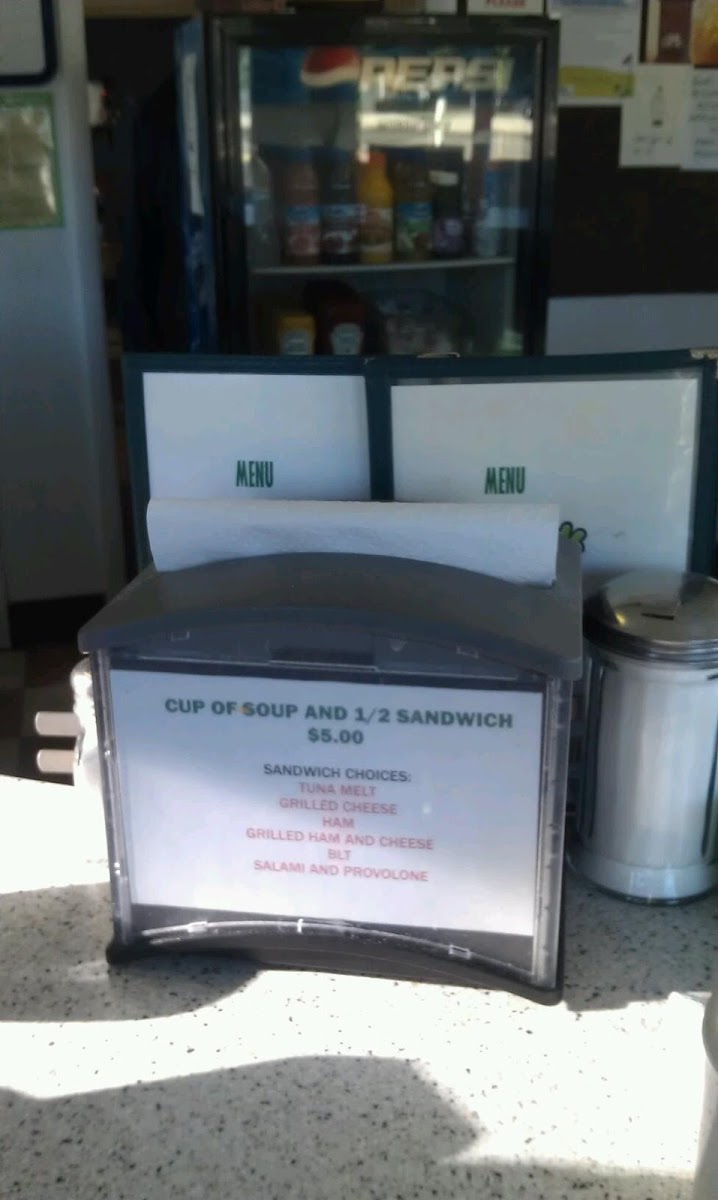 PLEASE
PEPSI
MENU
MENU
CUP OF SOUP AND 1/2 SANDWICH
$5.00
SANDWICH CHOICES:
TUNA MELT
GRILLED CHEESE
HAM
GRILLED HAM AND CHEESE
BLT
SALAMI AND PROVOLONE